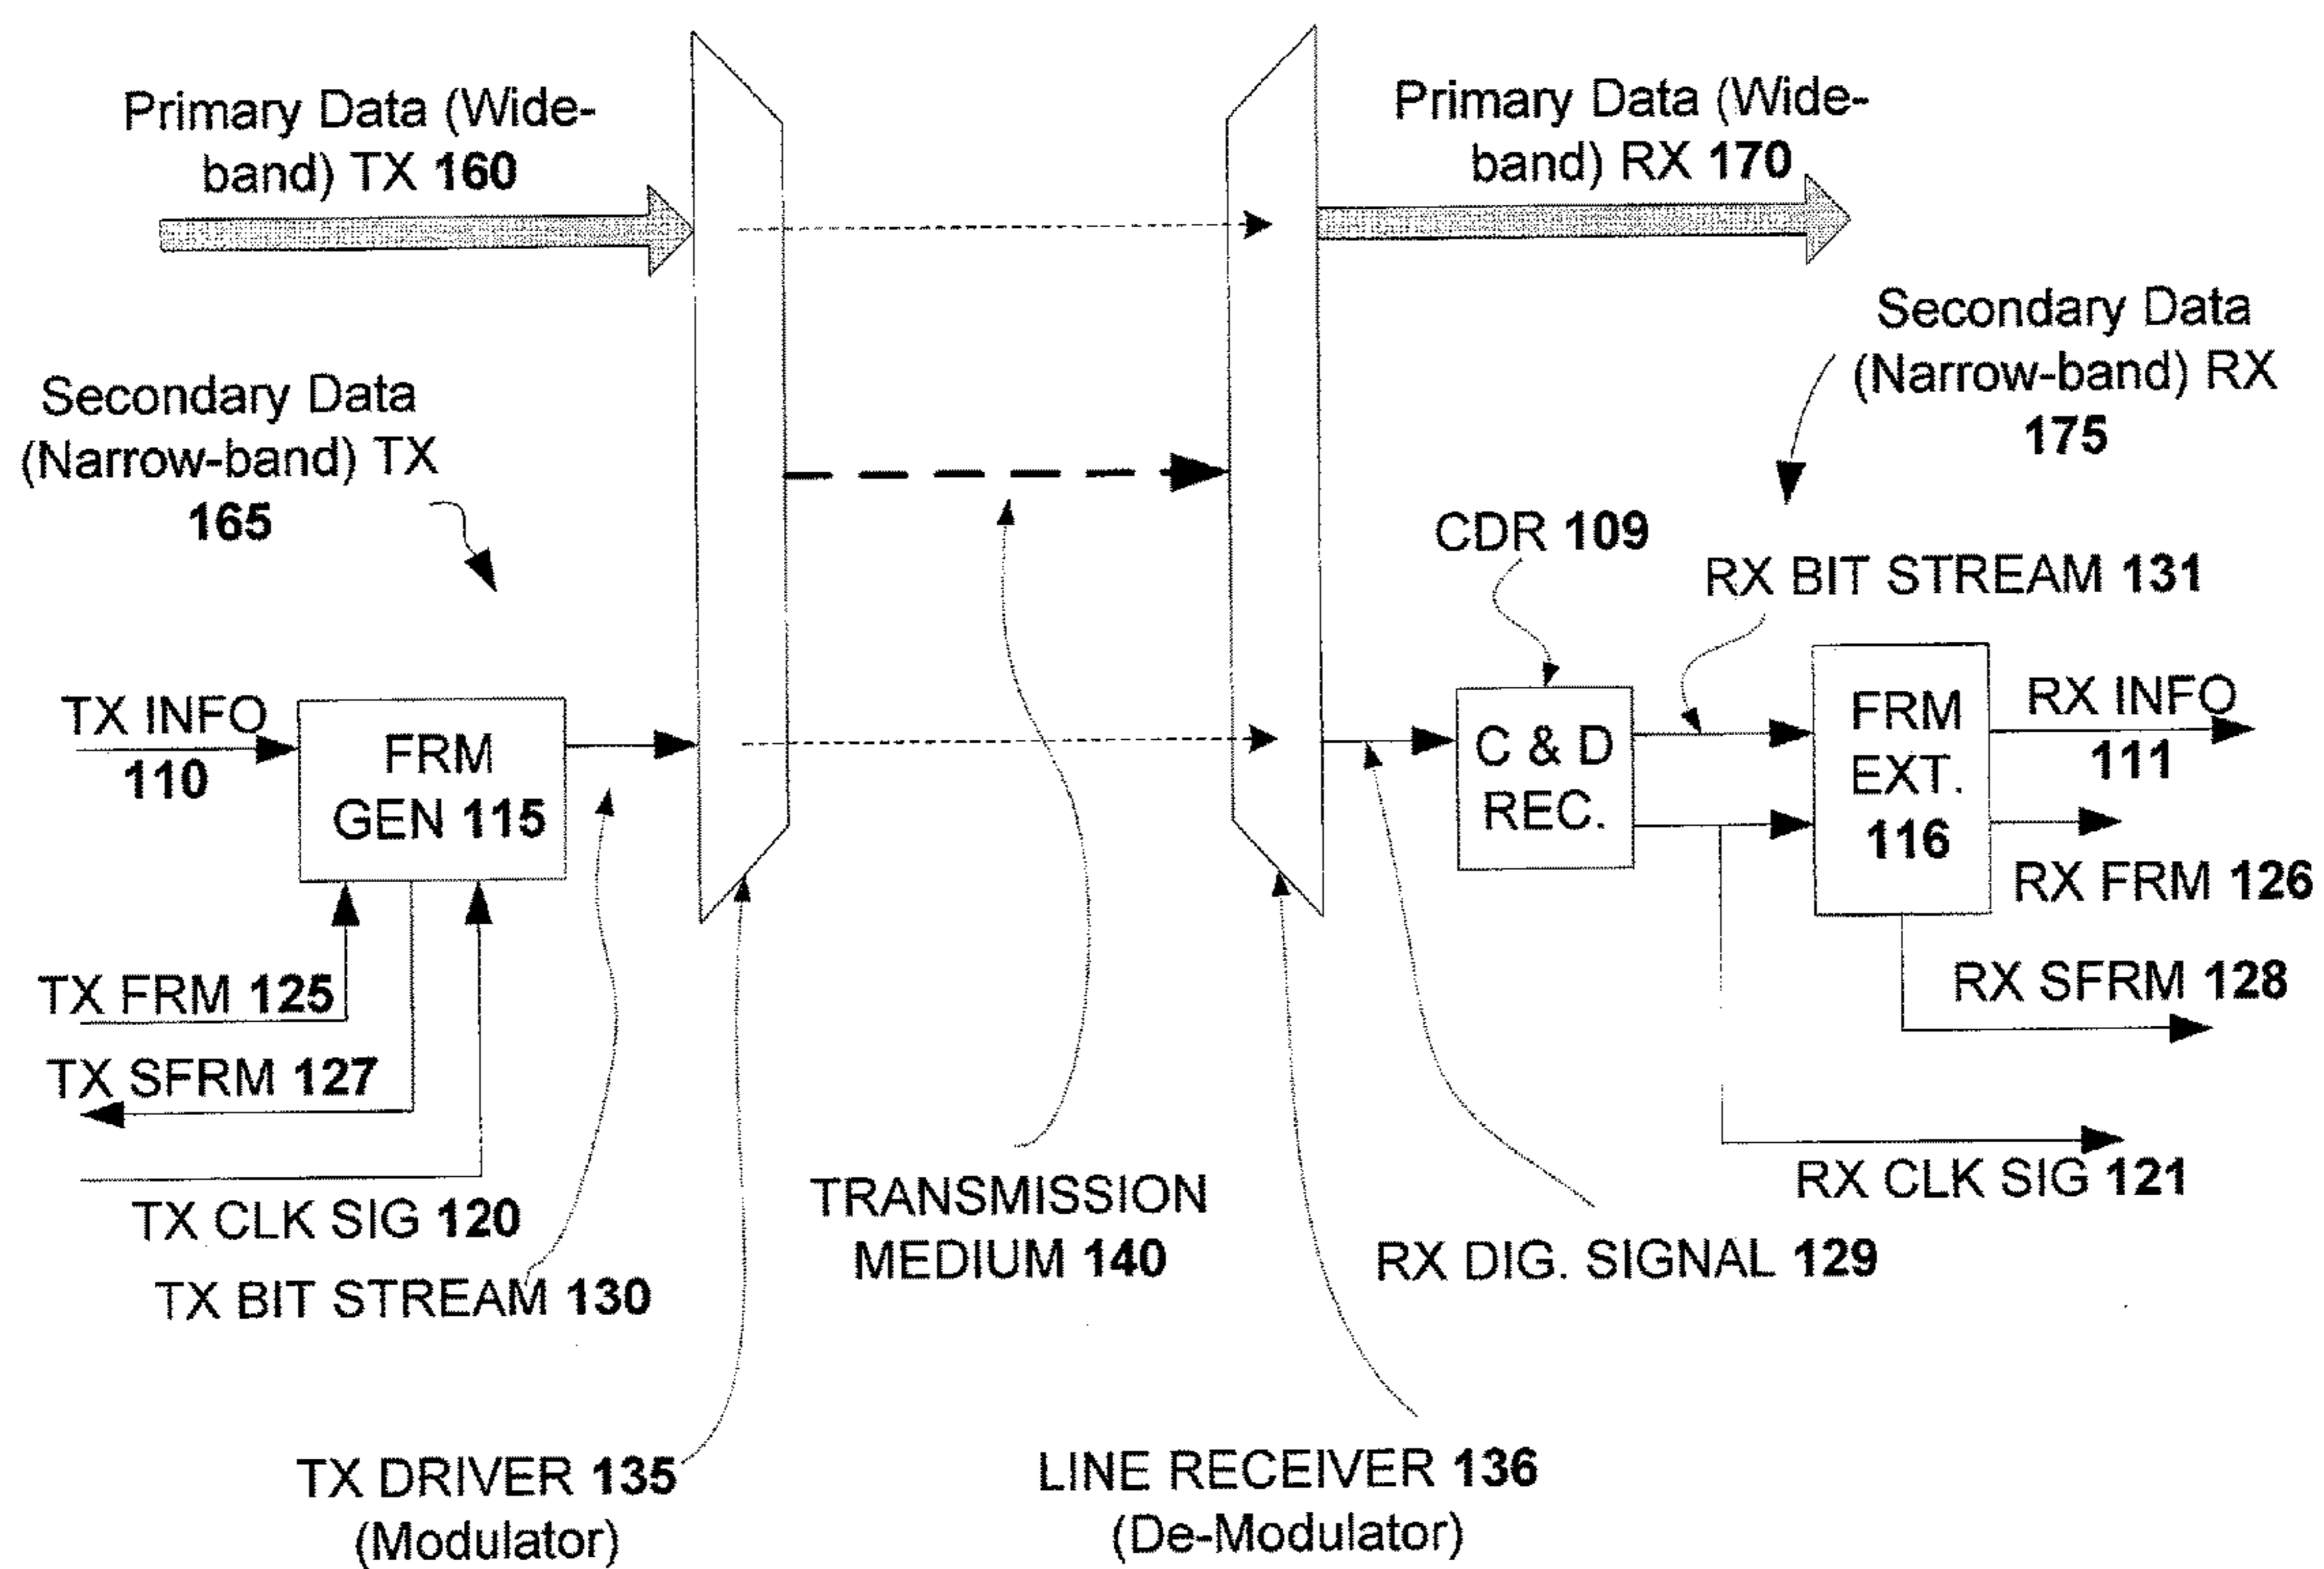 Primary Data (Wide-
band) TX 160
Primary Data (Wide-
band) RX 170
Secondary Data
(Narrow-band) TX
165
Secondary Data
(Narrow-band) RX
175
CDR 109
RX BIT STREAM 131
TX INFO
110
FRM
GEN 115
C & D
REC.
FRM
EXT.
116
RX INFO
111
RX FRM 126
TX FRM 125
RX SFRM 128
TX SFRM 127
TX CLK SIG 120
TX BIT STREAM 130
TRANSMISSION
MEDIUM 140
RX CLK SIG 121
RX DIG. SIGNAL 129
TX DRIVER 135
(Modulator)
LINE RECEIVER 136
(De-Modulator)